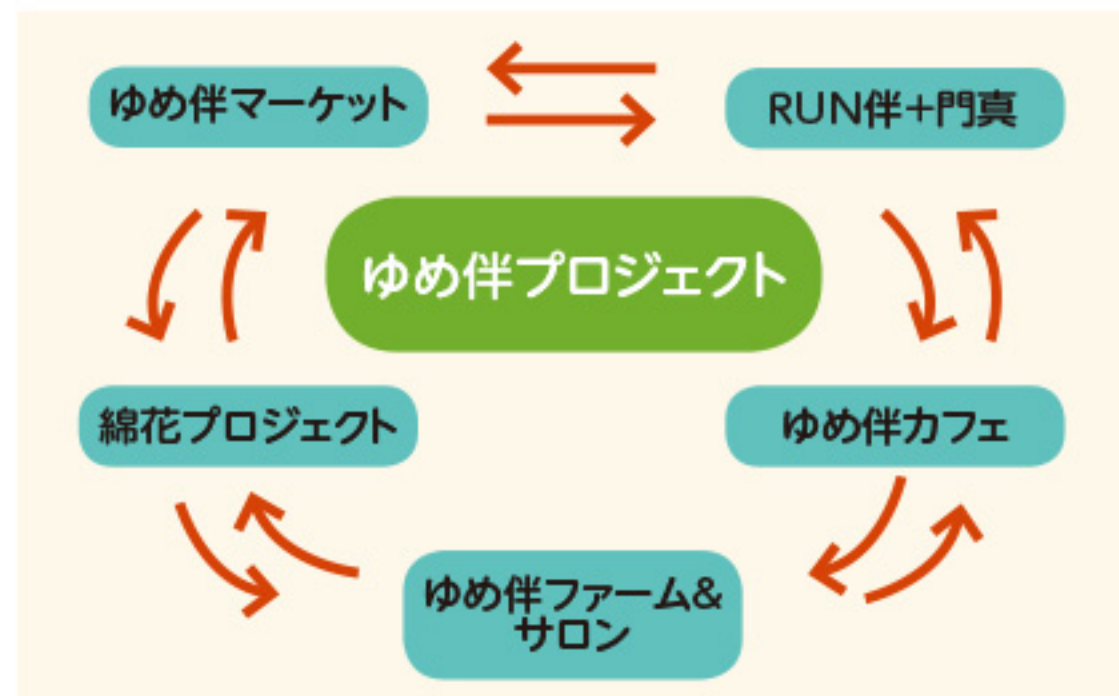 ゆめ伴マーケット
RUN伴+門真
ゆめ伴プロジェクト
綿花プロジェクト
ゆめ伴カフェ
ゆめ伴ファーム&
サロン